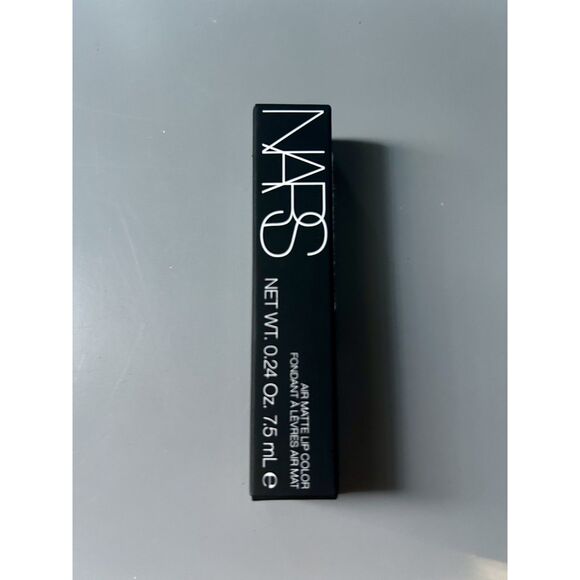 NARS
AIR MATTE LIP COLOR
FONDANT À LÈVRES AIR MAT
NET WT. 0.24 Oz. 7.5 mL ℮